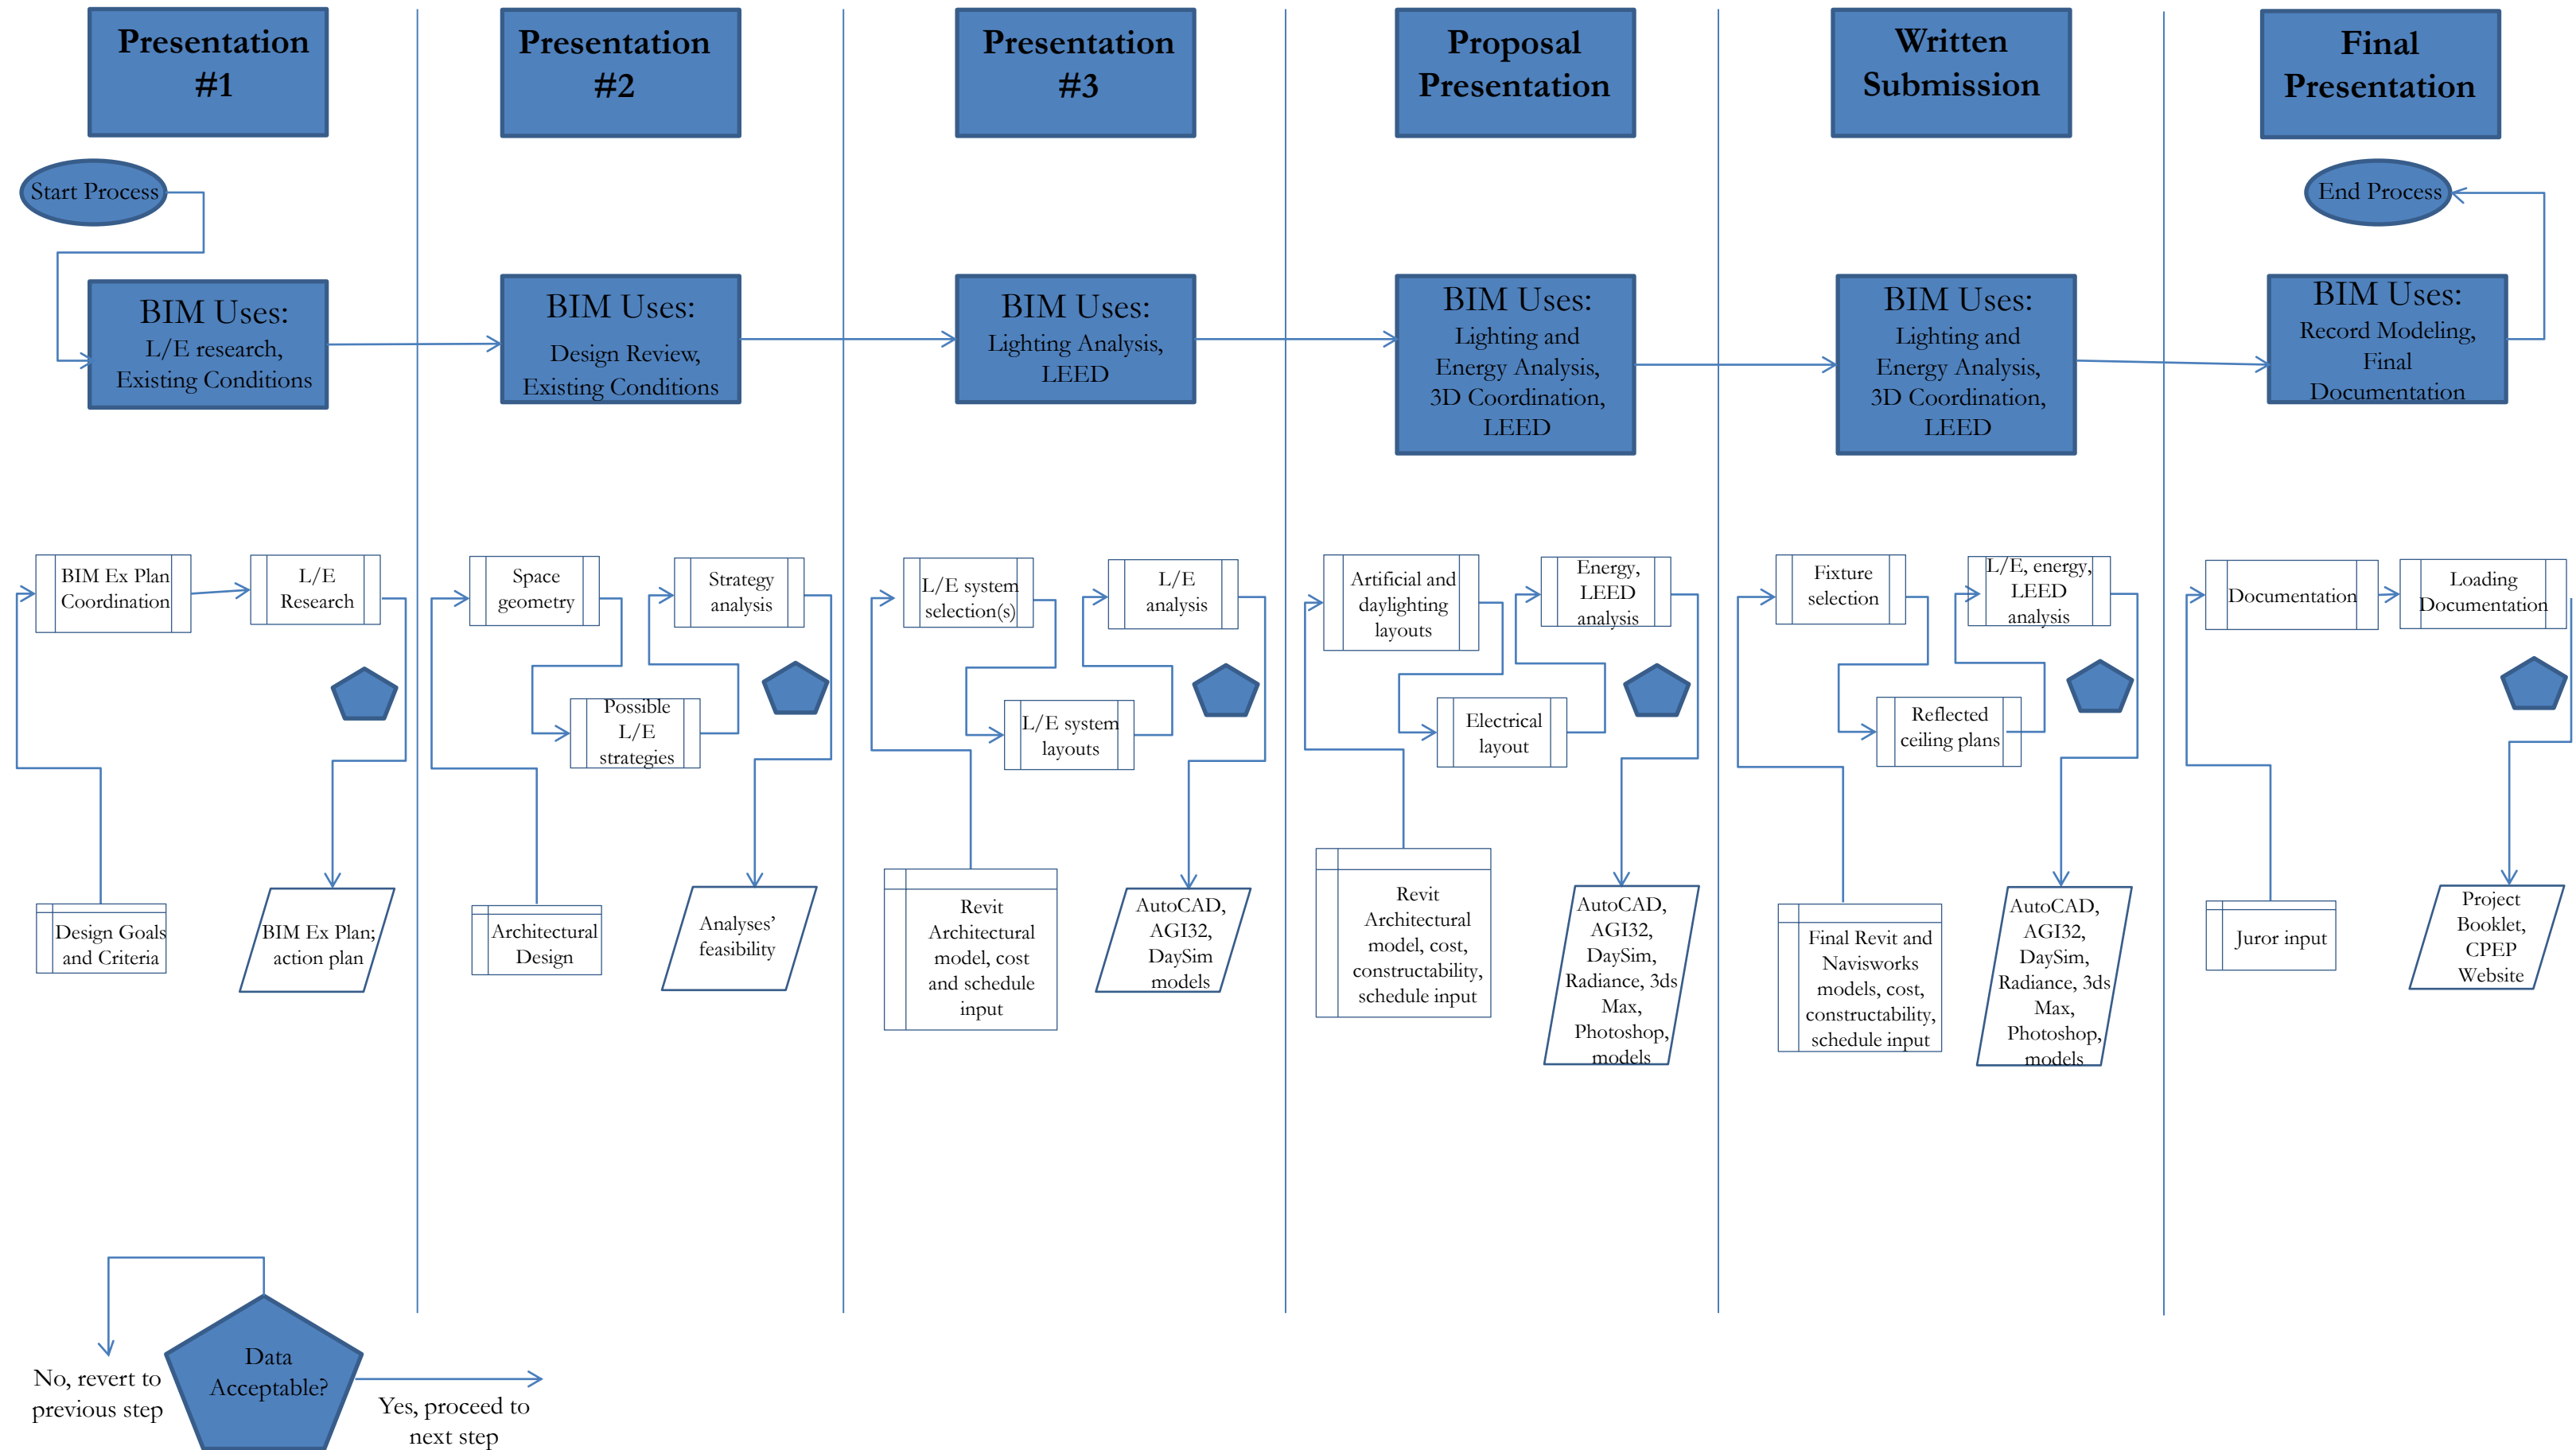 Presentation
#1
Presentation
#2
Presentation
#3
Proposal
Presentation
Written
Submission
Final
Presentation
Start Process
End Process
BIM Uses:
L/E research,
Existing Conditions
BIM Uses:
Design Review,
Existing Conditions
BIM Uses:
Lighting Analysis,
LEED
BIM Uses:
Lighting and
Energy Analysis,
3D Coordination,
LEED
BIM Uses:
Lighting and
Energy Analysis,
3D Coordination,
LEED
BIM Uses:
Record Modeling,
Final
Documentation
BIM Ex Plan
Coordination
L/E
Research
Design Goals
and Criteria
BIM Ex Plan;
action plan
Space
geometry
Strategy
analysis
Possible
L/E
strategies
Architectural
Design
Analyses’
feasibility
L/E system
selection(s)
L/E
analysis
L/E system
layouts
Revit
Architectural
model, cost
and schedule
input
AutoCAD,
AGI32,
DaySim
models
Artificial and
daylighting
layouts
Energy,
LEED
analysis
Electrical
layout
Revit
Architectural
model, cost,
constructability,
schedule input
AutoCAD,
AGI32,
DaySim,
Radiance, 3ds
Max,
Photoshop,
models
Fixture
selection
L/E, energy,
LEED
analysis
Reflected
ceiling plans
Final Revit and
Navisworks
models, cost,
constructability,
schedule input
AutoCAD,
AGI32,
DaySim,
Radiance, 3ds
Max,
Photoshop,
models
Documentation
Loading
Documentation
Juror input
Project
Booklet,
CPEP
Website
Data
Acceptable?
No, revert to
previous step
Yes, proceed to
next step